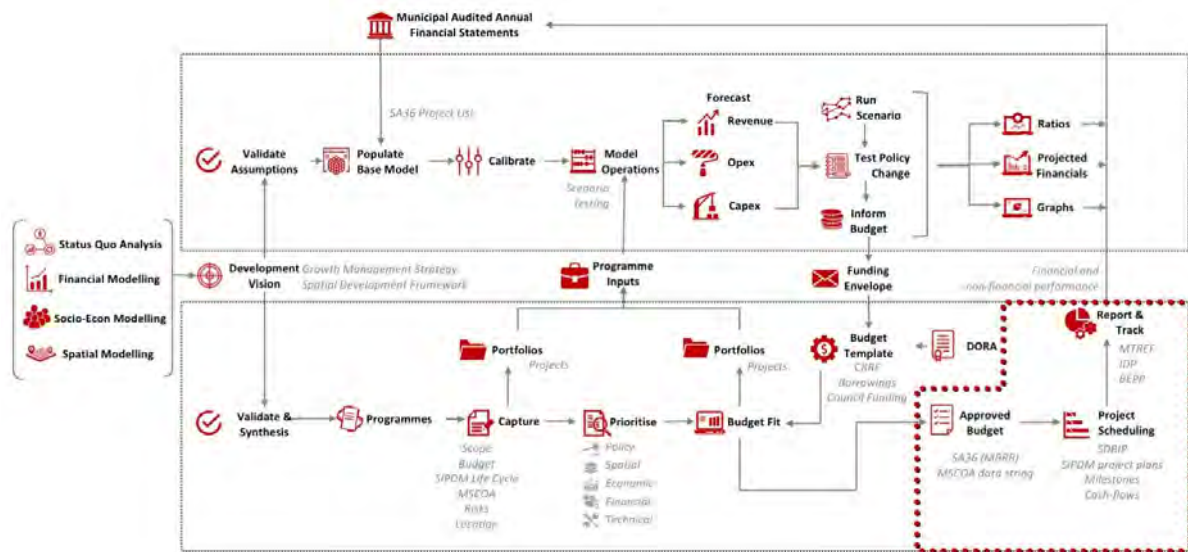 Municipal Audited Annual
Financial Statements
SA36 Project List
Validate
Assumptions
Populate
Base Model
Calibrate
Model
Operations
Scenario
Testing
Forecast
Revenue
Opex
Capex
Run
Scenario
Test Policy
Change
Inform
Budget
Ratios
Projected
Financials
Graphs
Status Quo Analysis
Financial Modelling
Socio-Econ Modelling
Spatial Modelling
Development
Vision
Growth Management Strategy
Spatial Development Framework
Programme
Inputs
Funding
Envelope
Financial and
non-financial performance
Portfolios
Projects
Portfolios
Projects
Budget
Template
CRRF
Borrowings
Council Funding
DORA
Report &
Track
MTREF
IDP
BEPP
Validate &
Synthesis
Programmes
Capture
Scope
Budget
SIPDM Life Cycle
MSCOA
Risks
Location
Prioritise
Policy
Spatial
Economic
Financial
Technical
Budget Fit
Approved
Budget
SA36 (MBRR)
MSCOA data string
Project
Scheduling
SDBIP
SIPDM project plans
Milestones
Cash-flows